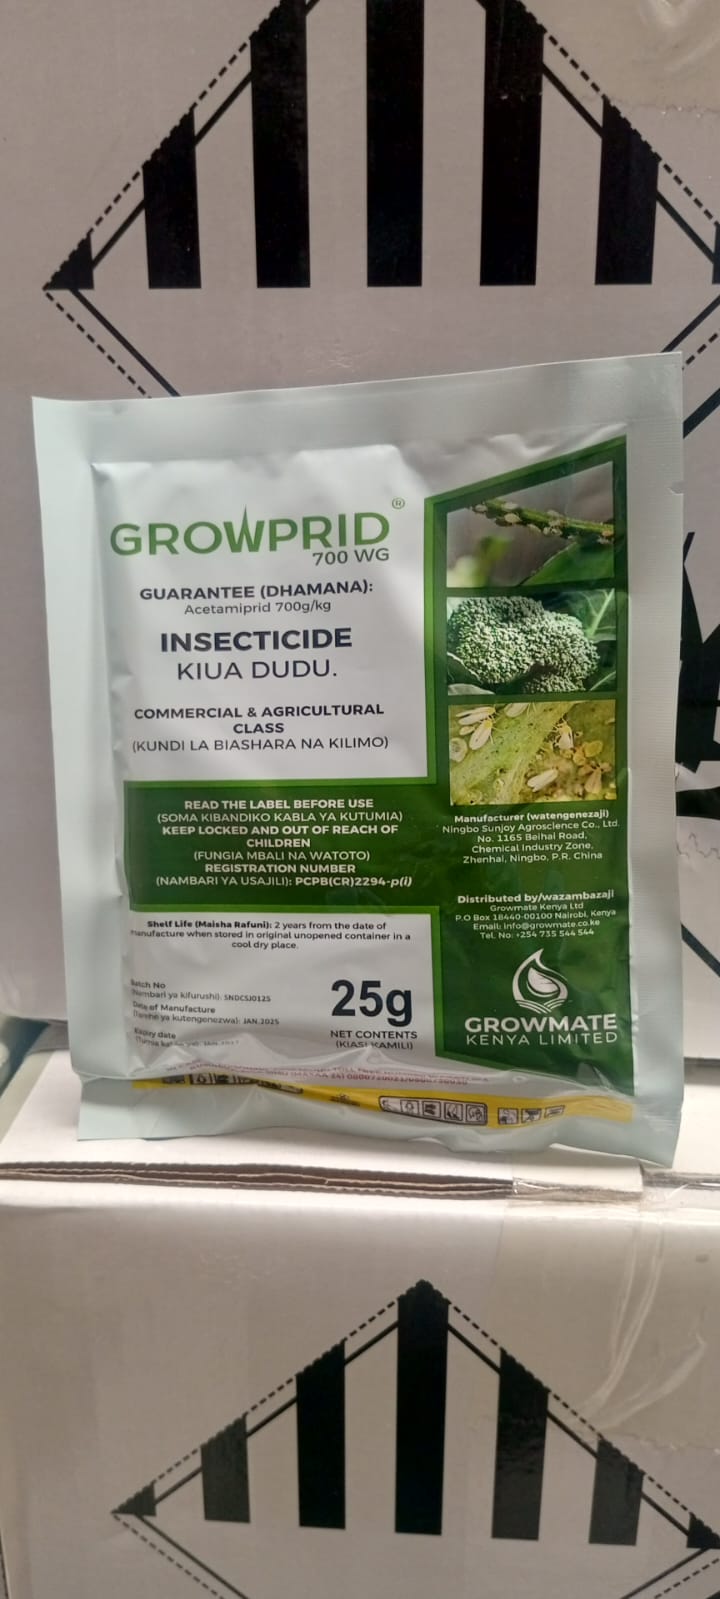 GROWPRID®
700 WG
GUARANTEE (DHAMANA):
Acetamiprid 700g/kg
INSECTICIDE
KIUA DUDU.
COMMERCIAL & AGRICULTURAL
CLASS
(KUNDI LA BIASHARA NA KILIMO)
READ THE LABEL BEFORE USE
(SOMA KIBANDIKO KABLA YA KUTUMIA)
KEEP LOCKED AND OUT OF REACH OF
CHILDREN
(FUNGIA MBALI NA WATOTO)
REGISTRATION NUMBER
(NAMBARI YA USAJILI): PCPB(CR)2294-p(i)
Shelf Life (Maisha Rafuni): 2 years from the date of
manufacture when stored in original unopened container in a
cool dry place.
Batch No
(Nambari ya kifurushi): SNDCSJ0125
Date of Manufacture
(Tarehe ya kutengenezwa): JAN.2025
Expiry date
25g
NET CONTENTS
(KIASI KAMILI)
Manufacturer (watengenezaji)
Ningbo Sunjoy Agroscience Co., Ltd.
No. 1165 Beihai Road,
Chemical Industry Zone,
Zhenhai, Ningbo, P.R. China
Distributed by/wazambazaji
Growmate Kenya Ltd
P.O Box 18440-00100 Nairobi, Kenya
Email: info@growmate.co.ke
Tel. No: +254 735 544 544
GROWMATE
KENYA LIMITED